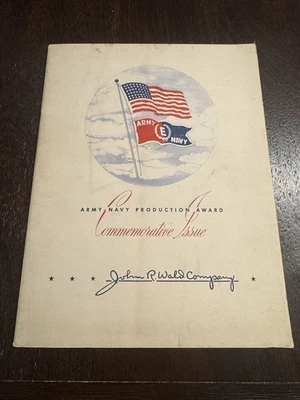 ARMY E NAVY
ARMY NAVY PRODUCTION AWARD
Commemorative Issue
John R. Wald Company